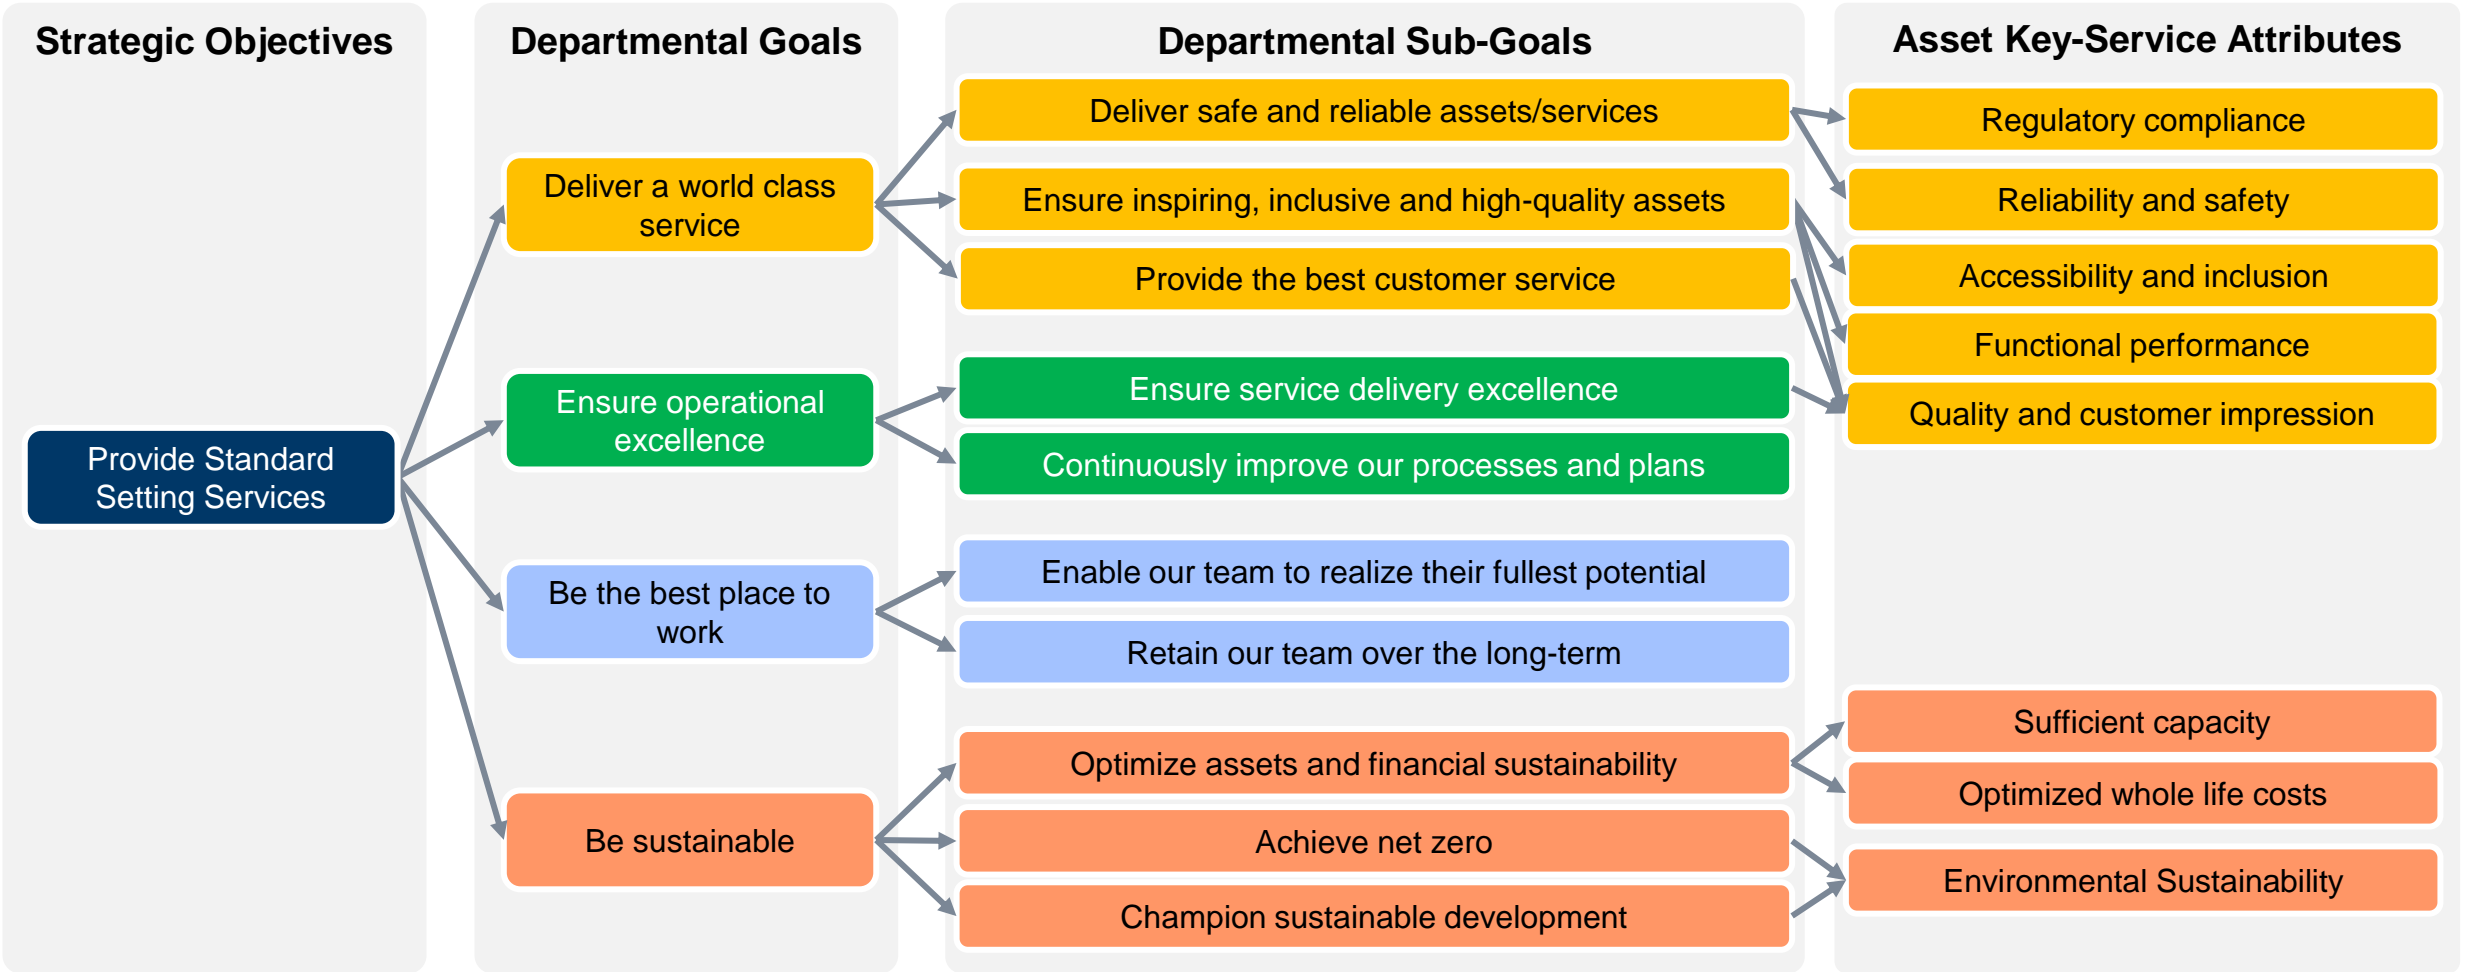 Strategic Objectives
Provide Standard
Setting Services
Departmental Goals
Deliver a world class
service
Ensure operational
excellence
Be the best place to
work
Be sustainable
Departmental Sub-Goals
Deliver safe and reliable assets/services
Ensure inspiring, inclusive and high-quality assets
Provide the best customer service
Ensure service delivery excellence
Continuously improve our processes and plans
Enable our team to realize their fullest potential
Retain our team over the long-term
Optimize assets and financial sustainability
Achieve net zero
Champion sustainable development
Asset Key-Service Attributes
Regulatory compliance
Reliability and safety
Accessibility and inclusion
Functional performance
Quality and customer impression
Sufficient capacity
Optimized whole life costs
Environmental Sustainability